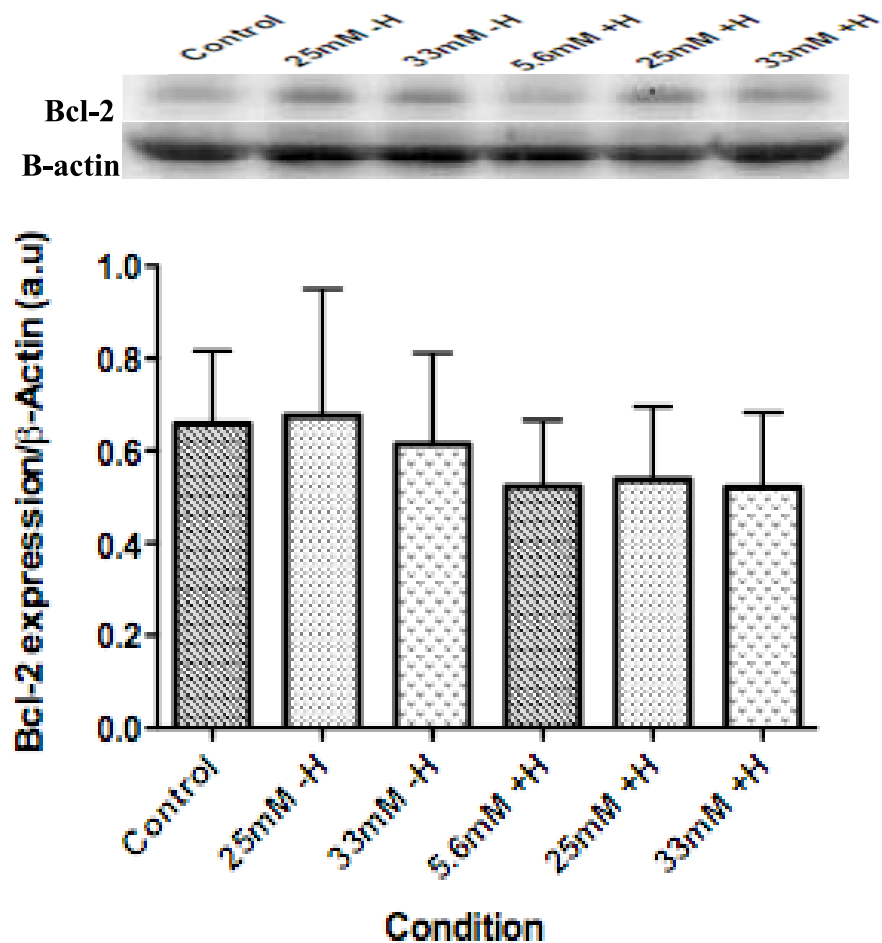 Control 25mM -H 33mM -H 5.6mM +H 25mM +H 33mM +H
Bcl-2
B-actin
Bcl-2 expression/β-Actin (a.u)
1.0
0.8
0.6
0.4
0.2
0.0
Control 25mM -H 33mM -H 5.6mM +H 25mM +H 33mM +H
Condition